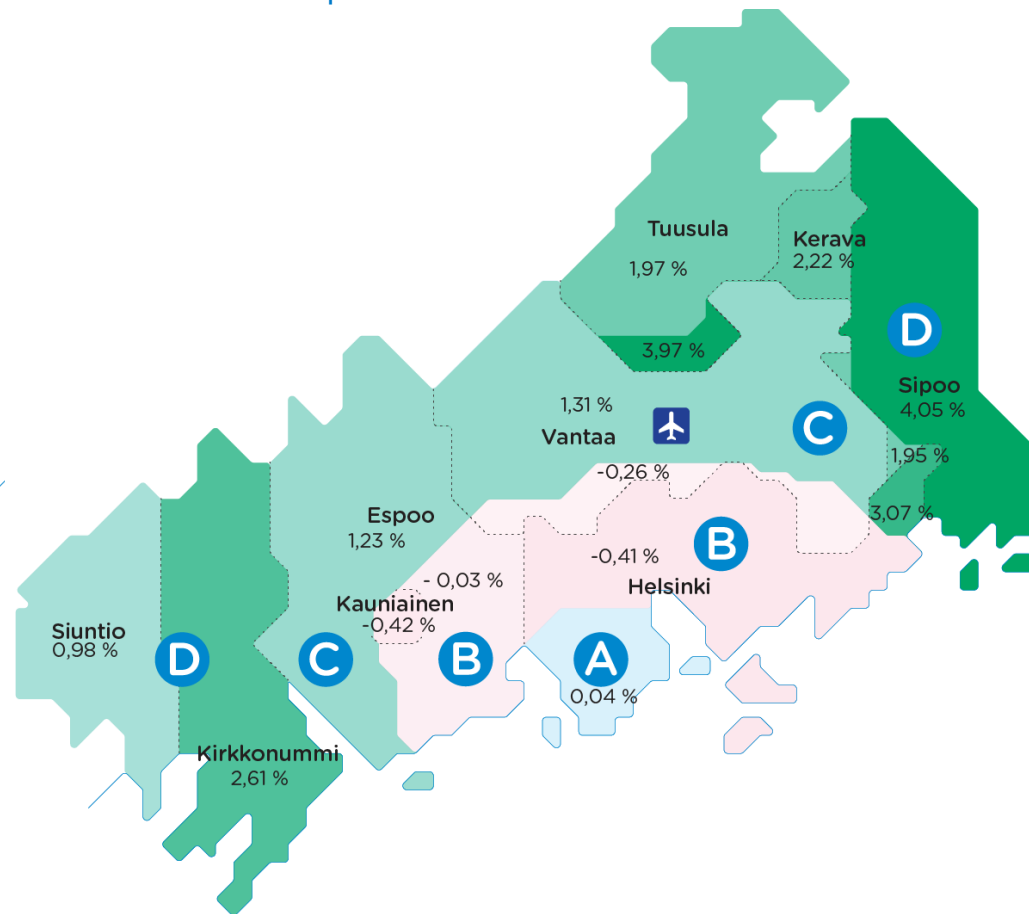 Tuusula
1,97 %
Kerava
2,22 %
D
3,97 %
Sipoo
4,05 %
1,31 %
Vantaa
C
1,95 %
-0,26 %
3,07 %
Espoo
1,23 %
B
-0,41 %
Helsinki
- 0,03 %
Kauniainen
-0,42 %
Siuntio
0,98 %
D
C
B
A
0,04 %
Kirkkonummi
2,61 %